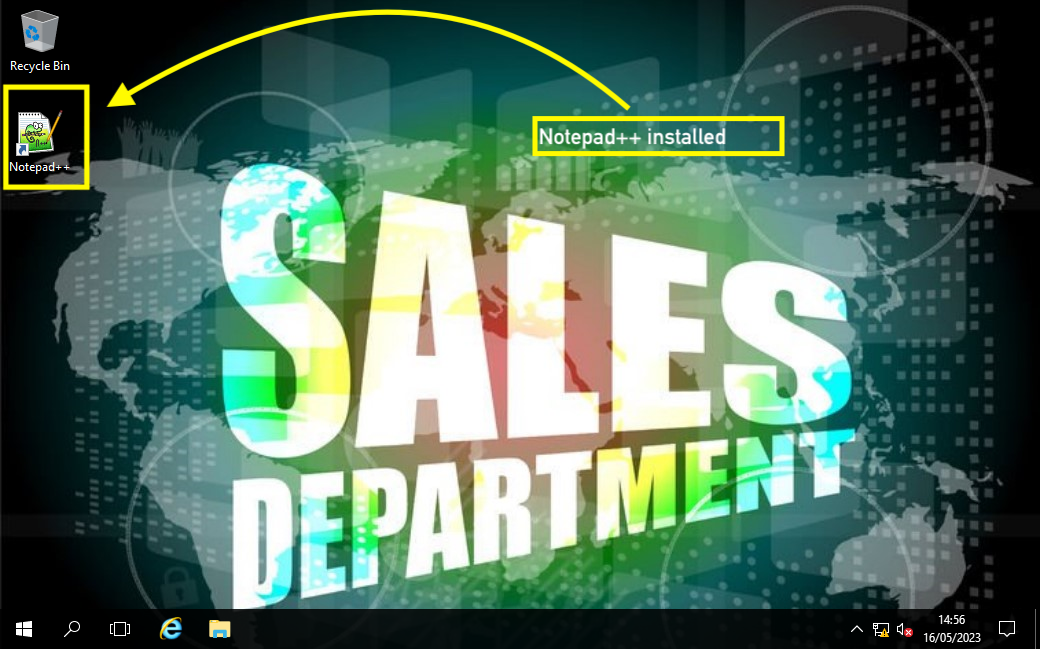 Recycle Bin
Notepad++
Notepad++ installed
SALES
DEPARTMENT
14:56
16/05/2023